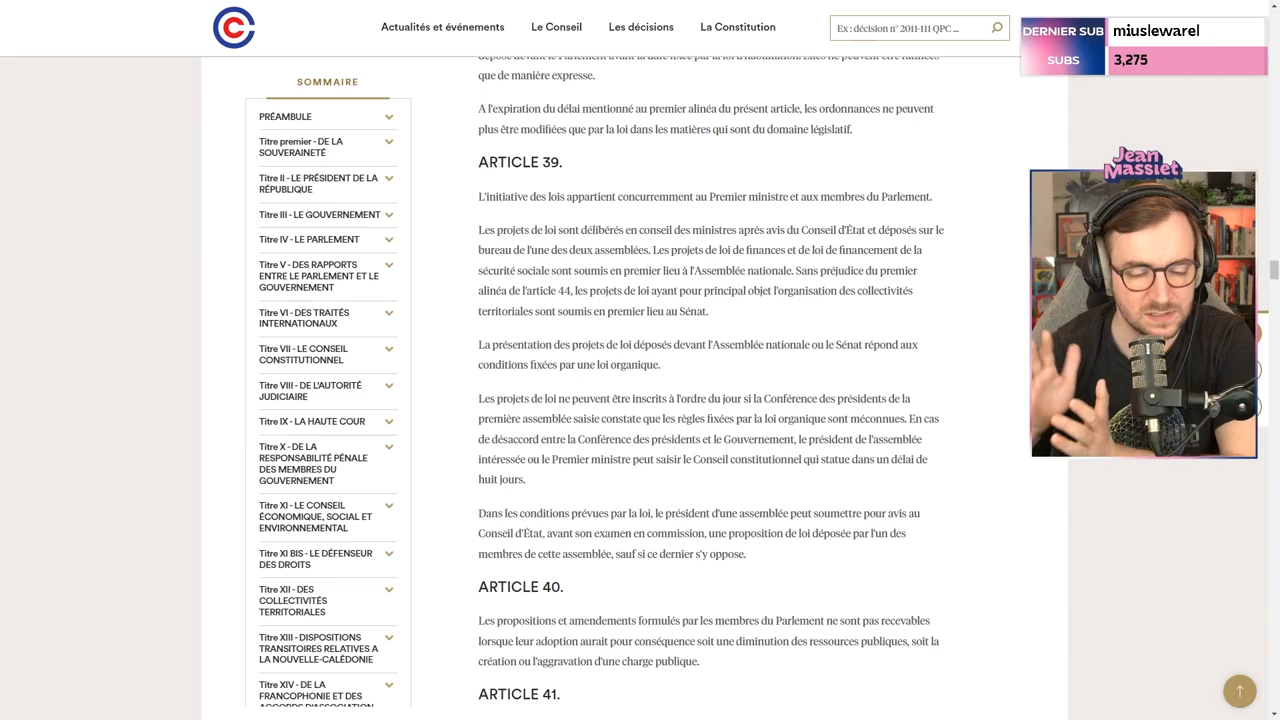 Actualités et événements
Le Conseil
Les décisions
La Constitution
Ex : décision n° 2011-111 QPC ...
DERNIER SUB
miuslewarel
SUBS
3,275
Jean
Massiet
SOMMAIRE
PRÉAMBULE
Titre premier - DE LA
SOUVERAINETÉ
Titre II - LE PRÉSIDENT DE LA
RÉPUBLIQUE
Titre III - LE GOUVERNEMENT
Titre IV - LE PARLEMENT
Titre V - DES RAPPORTS
ENTRE LE PARLEMENT ET LE
GOUVERNEMENT
Titre VI - DES TRAITÉS
INTERNATIONAUX
Titre VII - LE CONSEIL
CONSTITUTIONNEL
Titre VIII - DE L'AUTORITÉ
JUDICIAIRE
Titre IX - LA HAUTE COUR
Titre X - DE LA
RESPONSABILITÉ PÉNALE
DES MEMBRES DU
GOUVERNEMENT
Titre XI - LE CONSEIL
ÉCONOMIQUE, SOCIAL ET
ENVIRONNEMENTAL
Titre XI BIS - LE DÉFENSEUR
DES DROITS
Titre XII - DES
COLLECTIVITÉS
TERRITORIALES
Titre XIII - DISPOSITIONS
TRANSITOIRES RELATIVES A
LA NOUVELLE-CALÉDONIE
Titre XIV - DE LA
FRANCOPHONIE ET DES
ACCORDS D'ASSOCIATION
déposé devant le Parlement avant la date fixée par la loi d'habilitation. Elles ne peuvent être ratifiées
que de manière expresse.
A l'expiration du délai mentionné au premier alinéa du présent article, les ordonnances ne peuvent
plus être modifiées que par la loi dans les matières qui sont du domaine législatif.
ARTICLE 39.
L'initiative des lois appartient concurremment au Premier ministre et aux membres du Parlement.
Les projets de loi sont délibérés en conseil des ministres après avis du Conseil d'État et déposés sur le
bureau de l'une des deux assemblées. Les projets de loi de finances et de loi de financement de la
sécurité sociale sont soumis en premier lieu à l'Assemblée nationale. Sans préjudice du premier
alinéa de l'article 44, les projets de loi ayant pour principal objet l'organisation des collectivités
territoriales sont soumis en premier lieu au Sénat.
La présentation des projets de loi déposés devant l'Assemblée nationale ou le Sénat répond aux
conditions fixées par une loi organique.
Les projets de loi ne peuvent être inscrits à l'ordre du jour si la Conférence des présidents de la
première assemblée saisie constate que les règles fixées par la loi organique sont méconnues. En cas
de désaccord entre la Conférence des présidents et le Gouvernement, le président de l'assemblée
intéressée ou le Premier ministre peut saisir le Conseil constitutionnel qui statue dans un délai de
huit jours.
Dans les conditions prévues par la loi, le président d'une assemblée peut soumettre pour avis au
Conseil d'État, avant son examen en commission, une proposition de loi déposée par l'un des
membres de cette assemblée, sauf si ce dernier s'y oppose.
ARTICLE 40.
Les propositions et amendements formulés par les membres du Parlement ne sont pas recevables
lorsque leur adoption aurait pour conséquence soit une diminution des ressources publiques, soit la
création ou l'aggravation d'une charge publique.
ARTICLE 41.